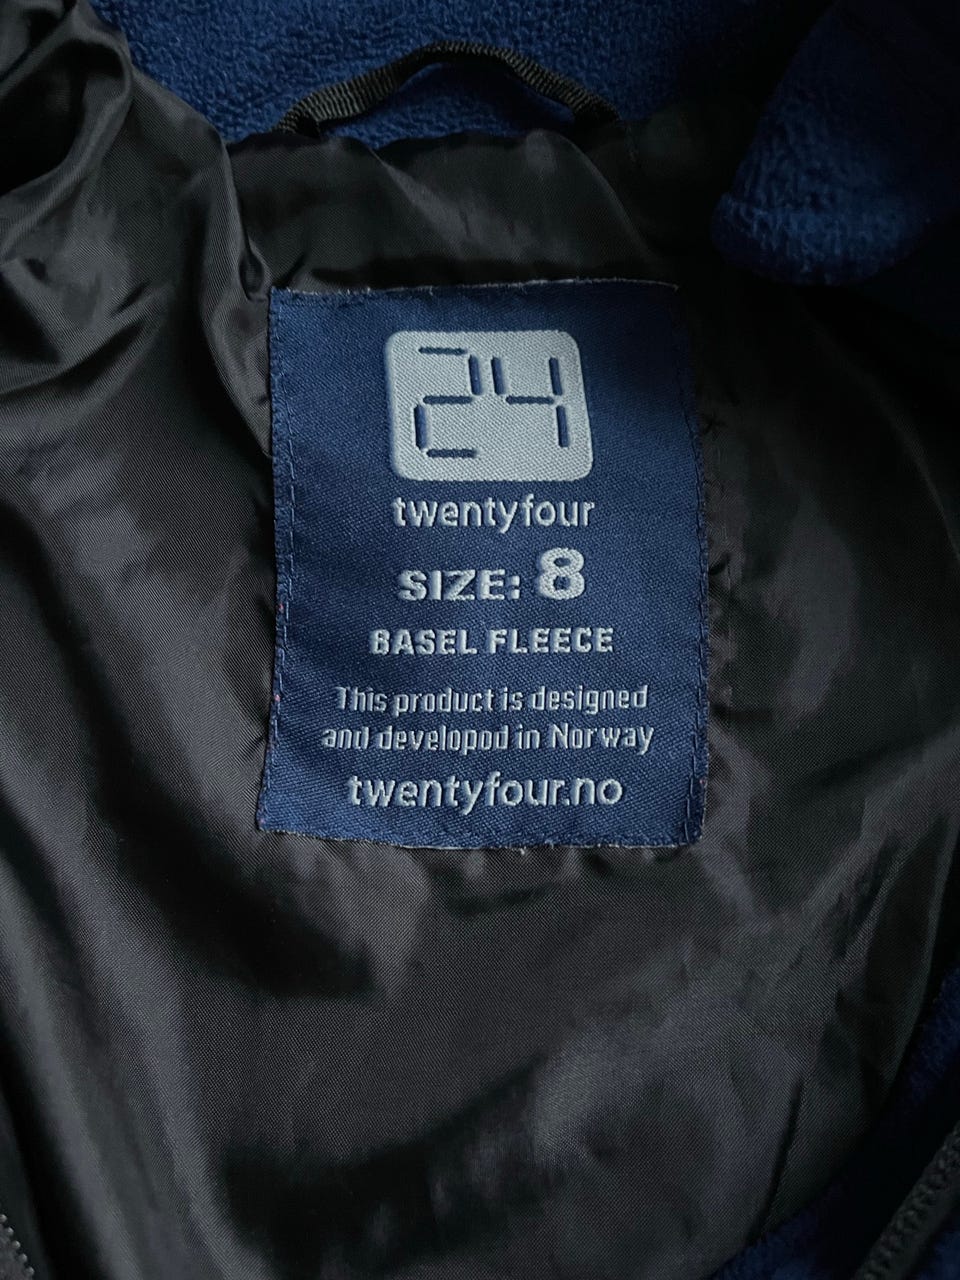 24
twentyfour
SIZE: 8
BASEL FLEECE
This product is designed
and developod in Norway
twentyfour.no